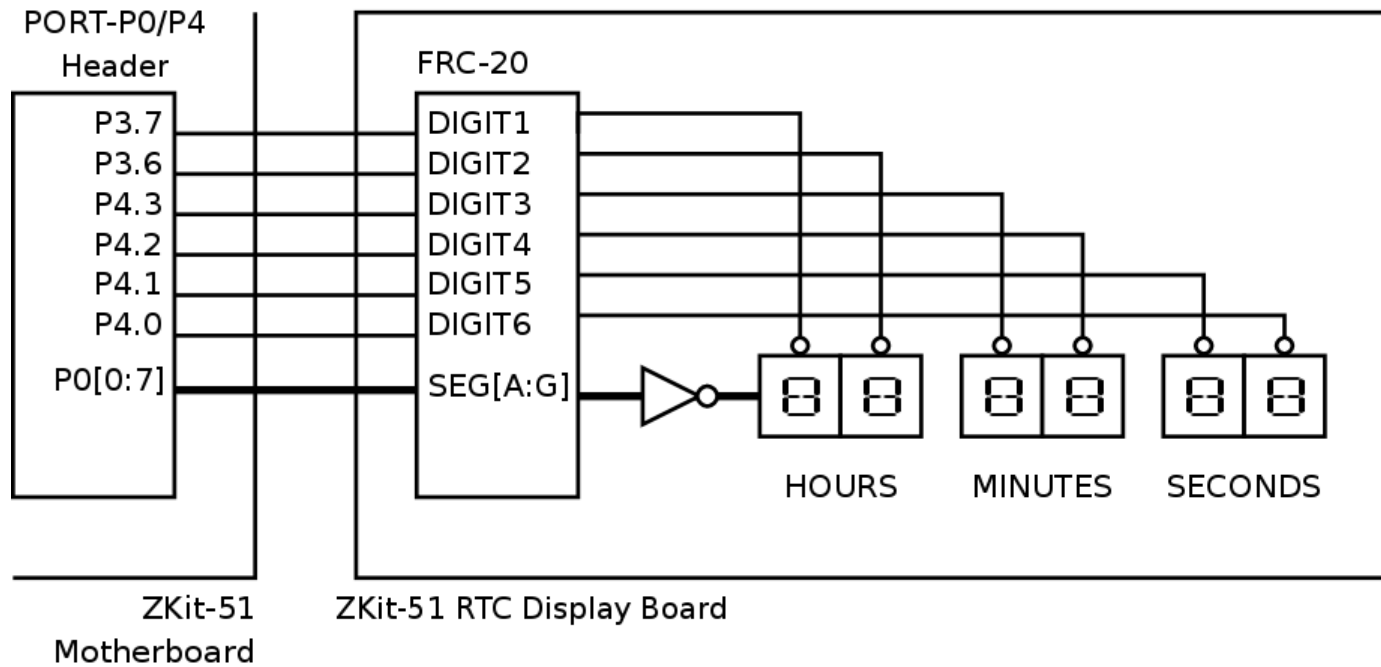 PORT-P0/P4
Header
FRC-20
P3.7
P3.6
P4.3
P4.2
P4.1
P4.0
P0[0:7]
DIGIT1
DIGIT2
DIGIT3
DIGIT4
DIGIT5
DIGIT6
SEG[A:G]
HOURS
MINUTES
SECONDS
ZKit-51
Motherboard
ZKit-51 RTC Display Board